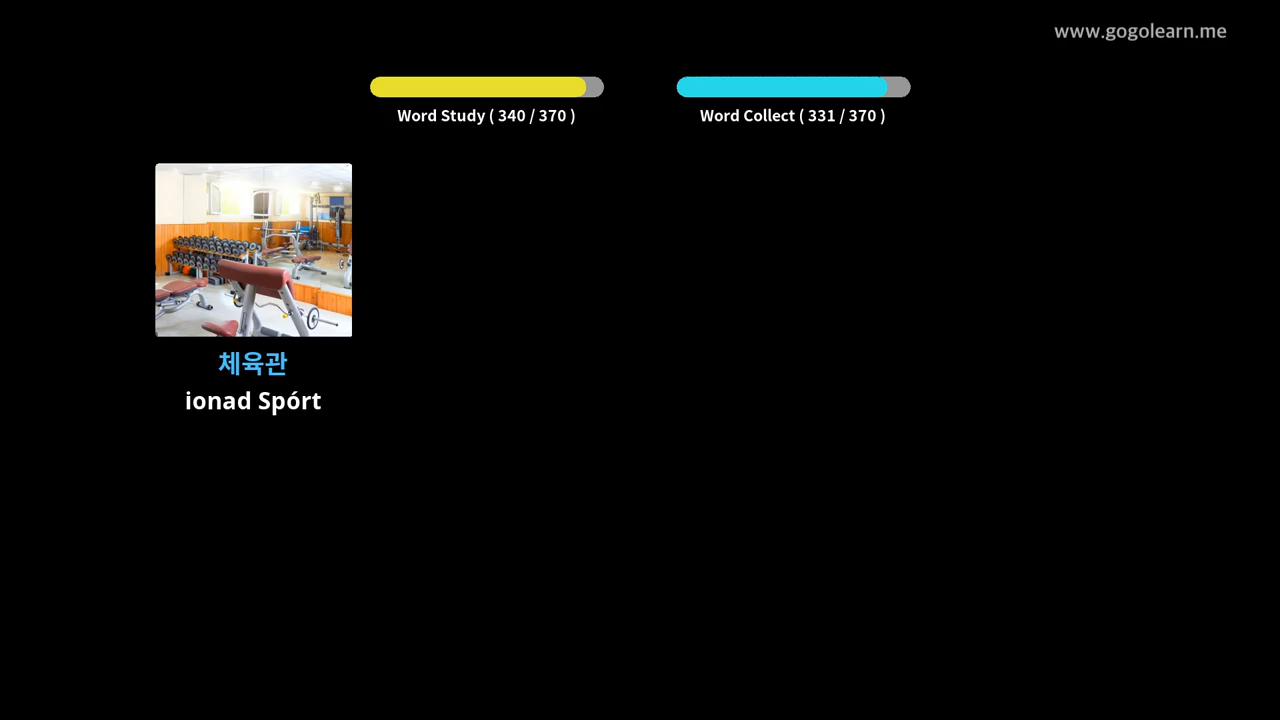 www.gogolearn.me
Word Study ( 340 / 370 )
Word Collect ( 331 / 370 )
체육관
ionad Spórt